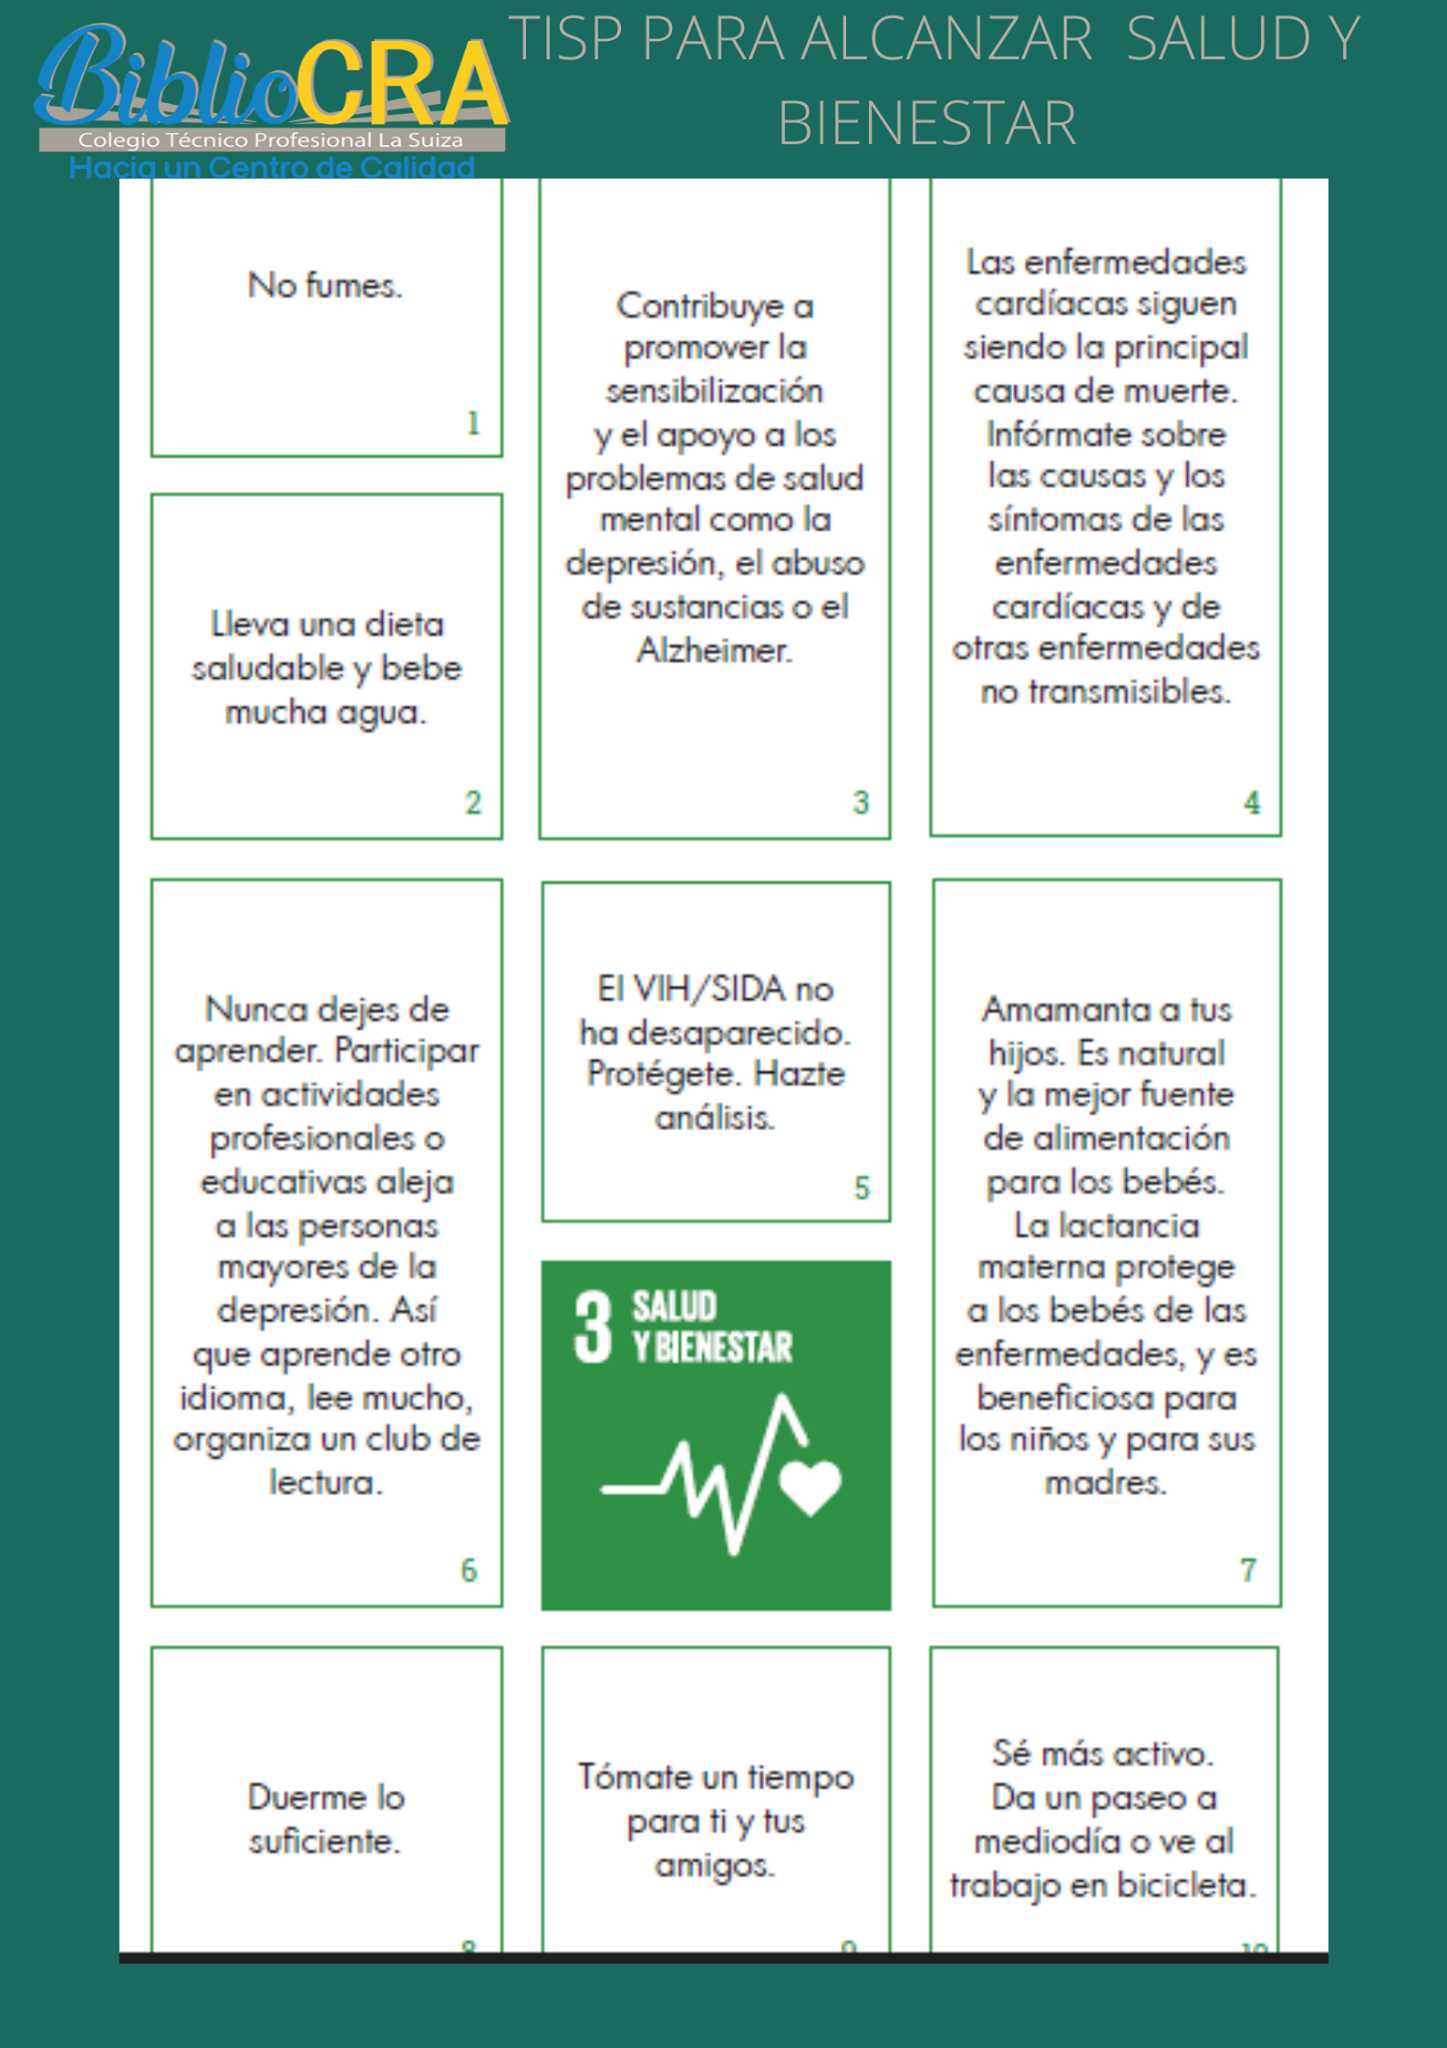 BiblioCRA
Colegio Técnico Profesional La Suiza
Hacia un Centro de Calidad
TISP PARA ALCANZAR SALUD Y
BIENESTAR
No fumes.
1
Lleva una dieta
saludable y bebe
mucha agua.
2
Contribuye a
promover la
sensibilización
y el apoyo a los
problemas de salud
mental como la
depresión, el abuso
de sustancias o el
Alzheimer.
3
Las enfermedades
cardíacas siguen
siendo la principal
causa de muerte.
Infórmate sobre
las causas y los
síntomas de las
enfermedades
cardíacas y de
otras enfermedades
no transmisibles.
4
El VIH/SIDA no
ha desaparecido.
Protégete. Hazte
análisis.
5
Nunca dejes de
aprender. Participar
en actividades
profesionales o
educativas aleja
a las personas
mayores de la
depresión. Así
que aprende otro
idioma, lee mucho,
organiza un club de
lectura.
6
3 SALUD
Y BIENESTAR
Amamanta a tus
hijos. Es natural
y la mejor fuente
de alimentación
para los bebés.
La lactancia
materna protege
a los bebés de las
enfermedades, y es
beneficiosa para
los niños y para sus
madres.
7
Duerme lo
suficiente.
8
Tómate un tiempo
para ti y tus
amigos.
9
Sé más activo.
Da un paseo a
mediodía o ve al
trabajo en bicicleta.
10